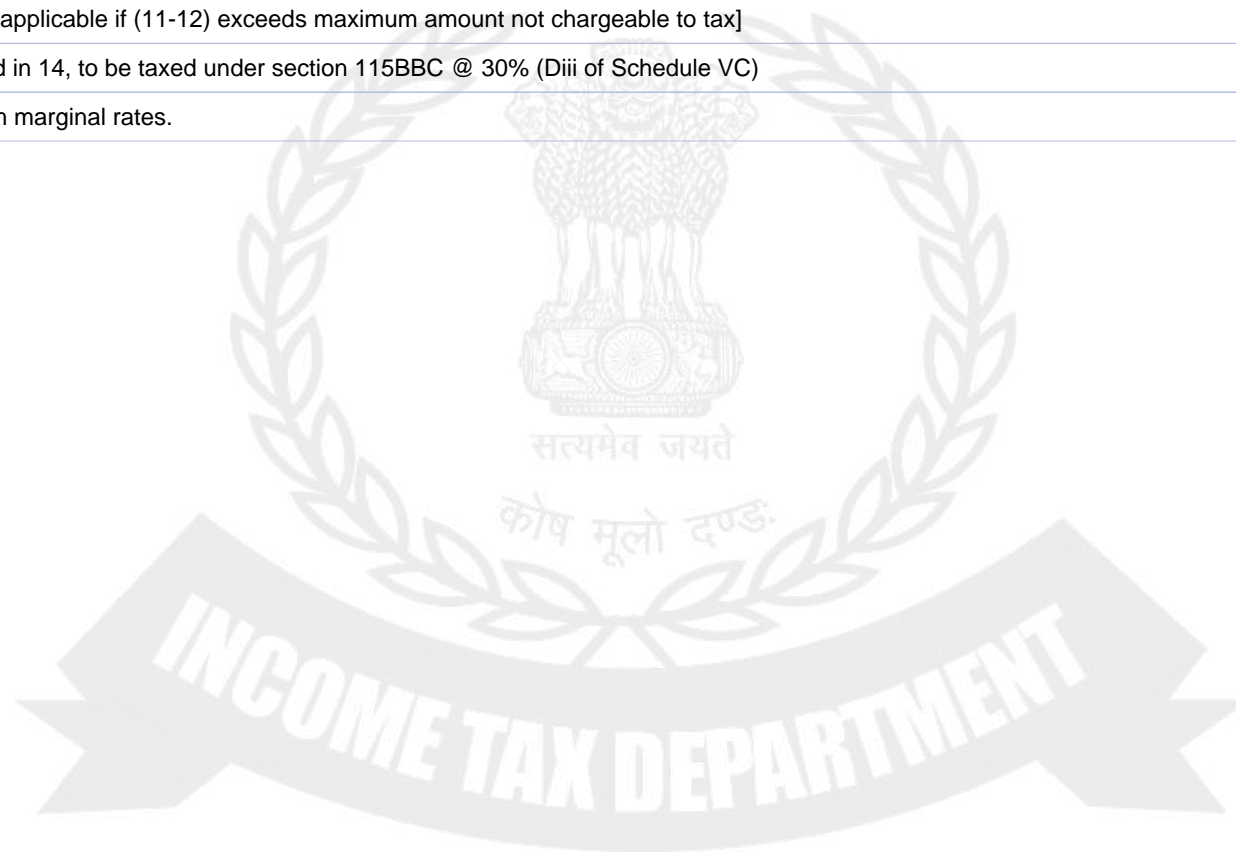 applicable if (11-12) exceeds maximum amount not chargeable to tax]
d in 14, to be taxed under section 115BBC @ 30% (Diii of Schedule VC)
marginal rates.
सत्यमेव जयते
कोष मूलो दण्डः
INCOME TAX DEPARTMENT